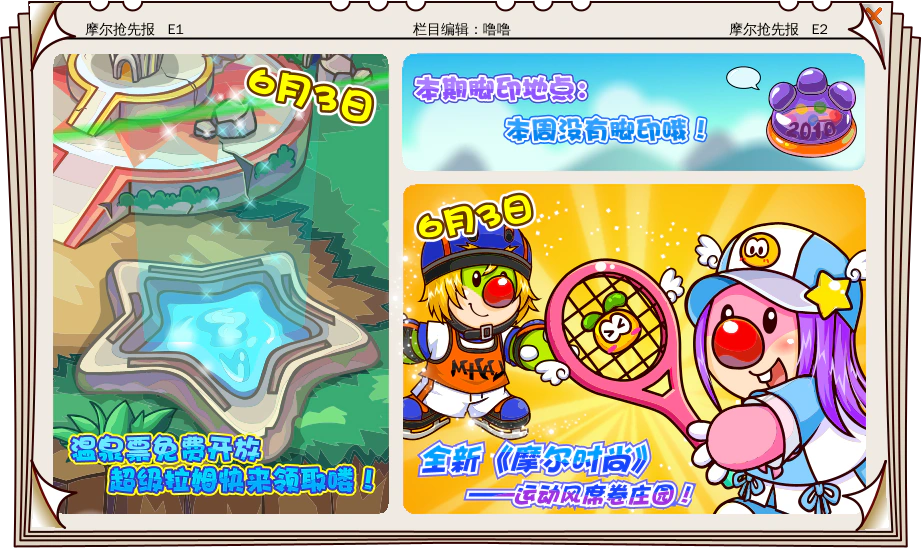 摩尔抢先报 E1
栏目编辑：噜噜
摩尔抢先报 E2
6月3日
温泉票免费开放
超级拉姆快来领取喽！
本期脚印地点：
本周没有脚印哦！
2010
6月3日
全新《摩尔时尚》
——运动风席卷庄园！